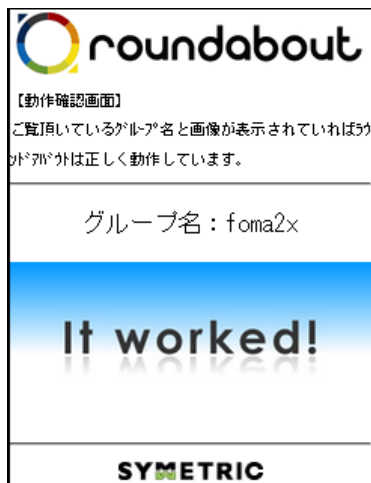 roundabout
【動作確認画面】
ご覧頂いているｸﾞﾙｰﾌﾟ名と画像が表示されていればﾗｳ
ﾝﾄﾞｱﾊﾞｳﾄは正しく動作しています。
グループ名：foma2x
It worked!
SYMETRIC